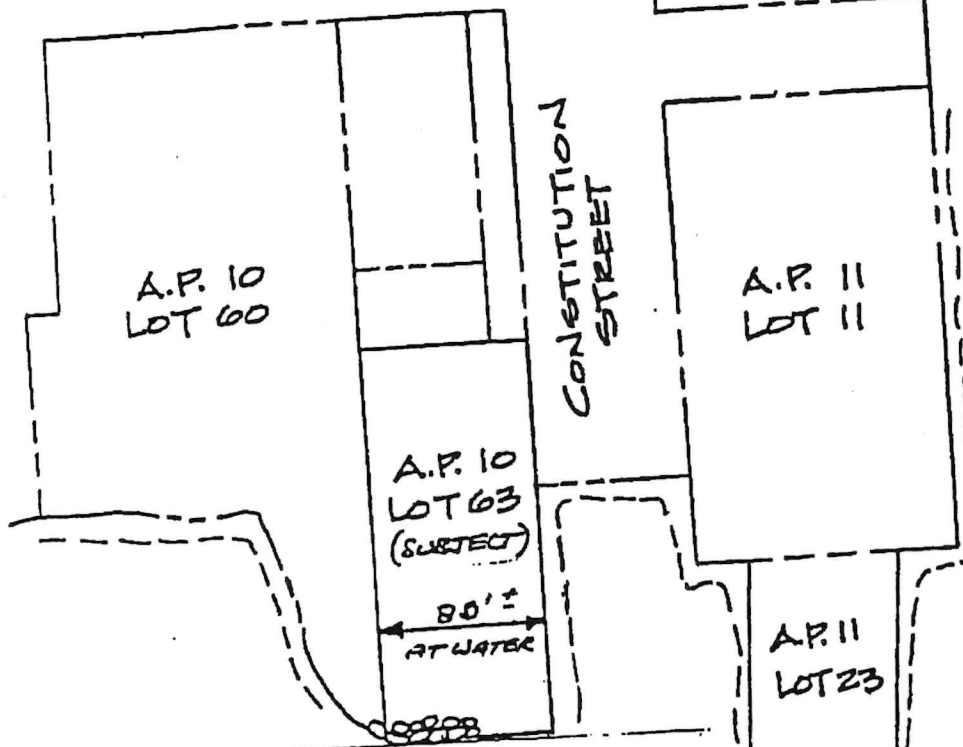 A.P. 10
LOT 60
CONSTITUTION
STREET
A.P. 11
LOT 11
A.P. 10
LOT 63
(SUBJECT)
80'±
AT WATER
A.P. 11
LOT 23